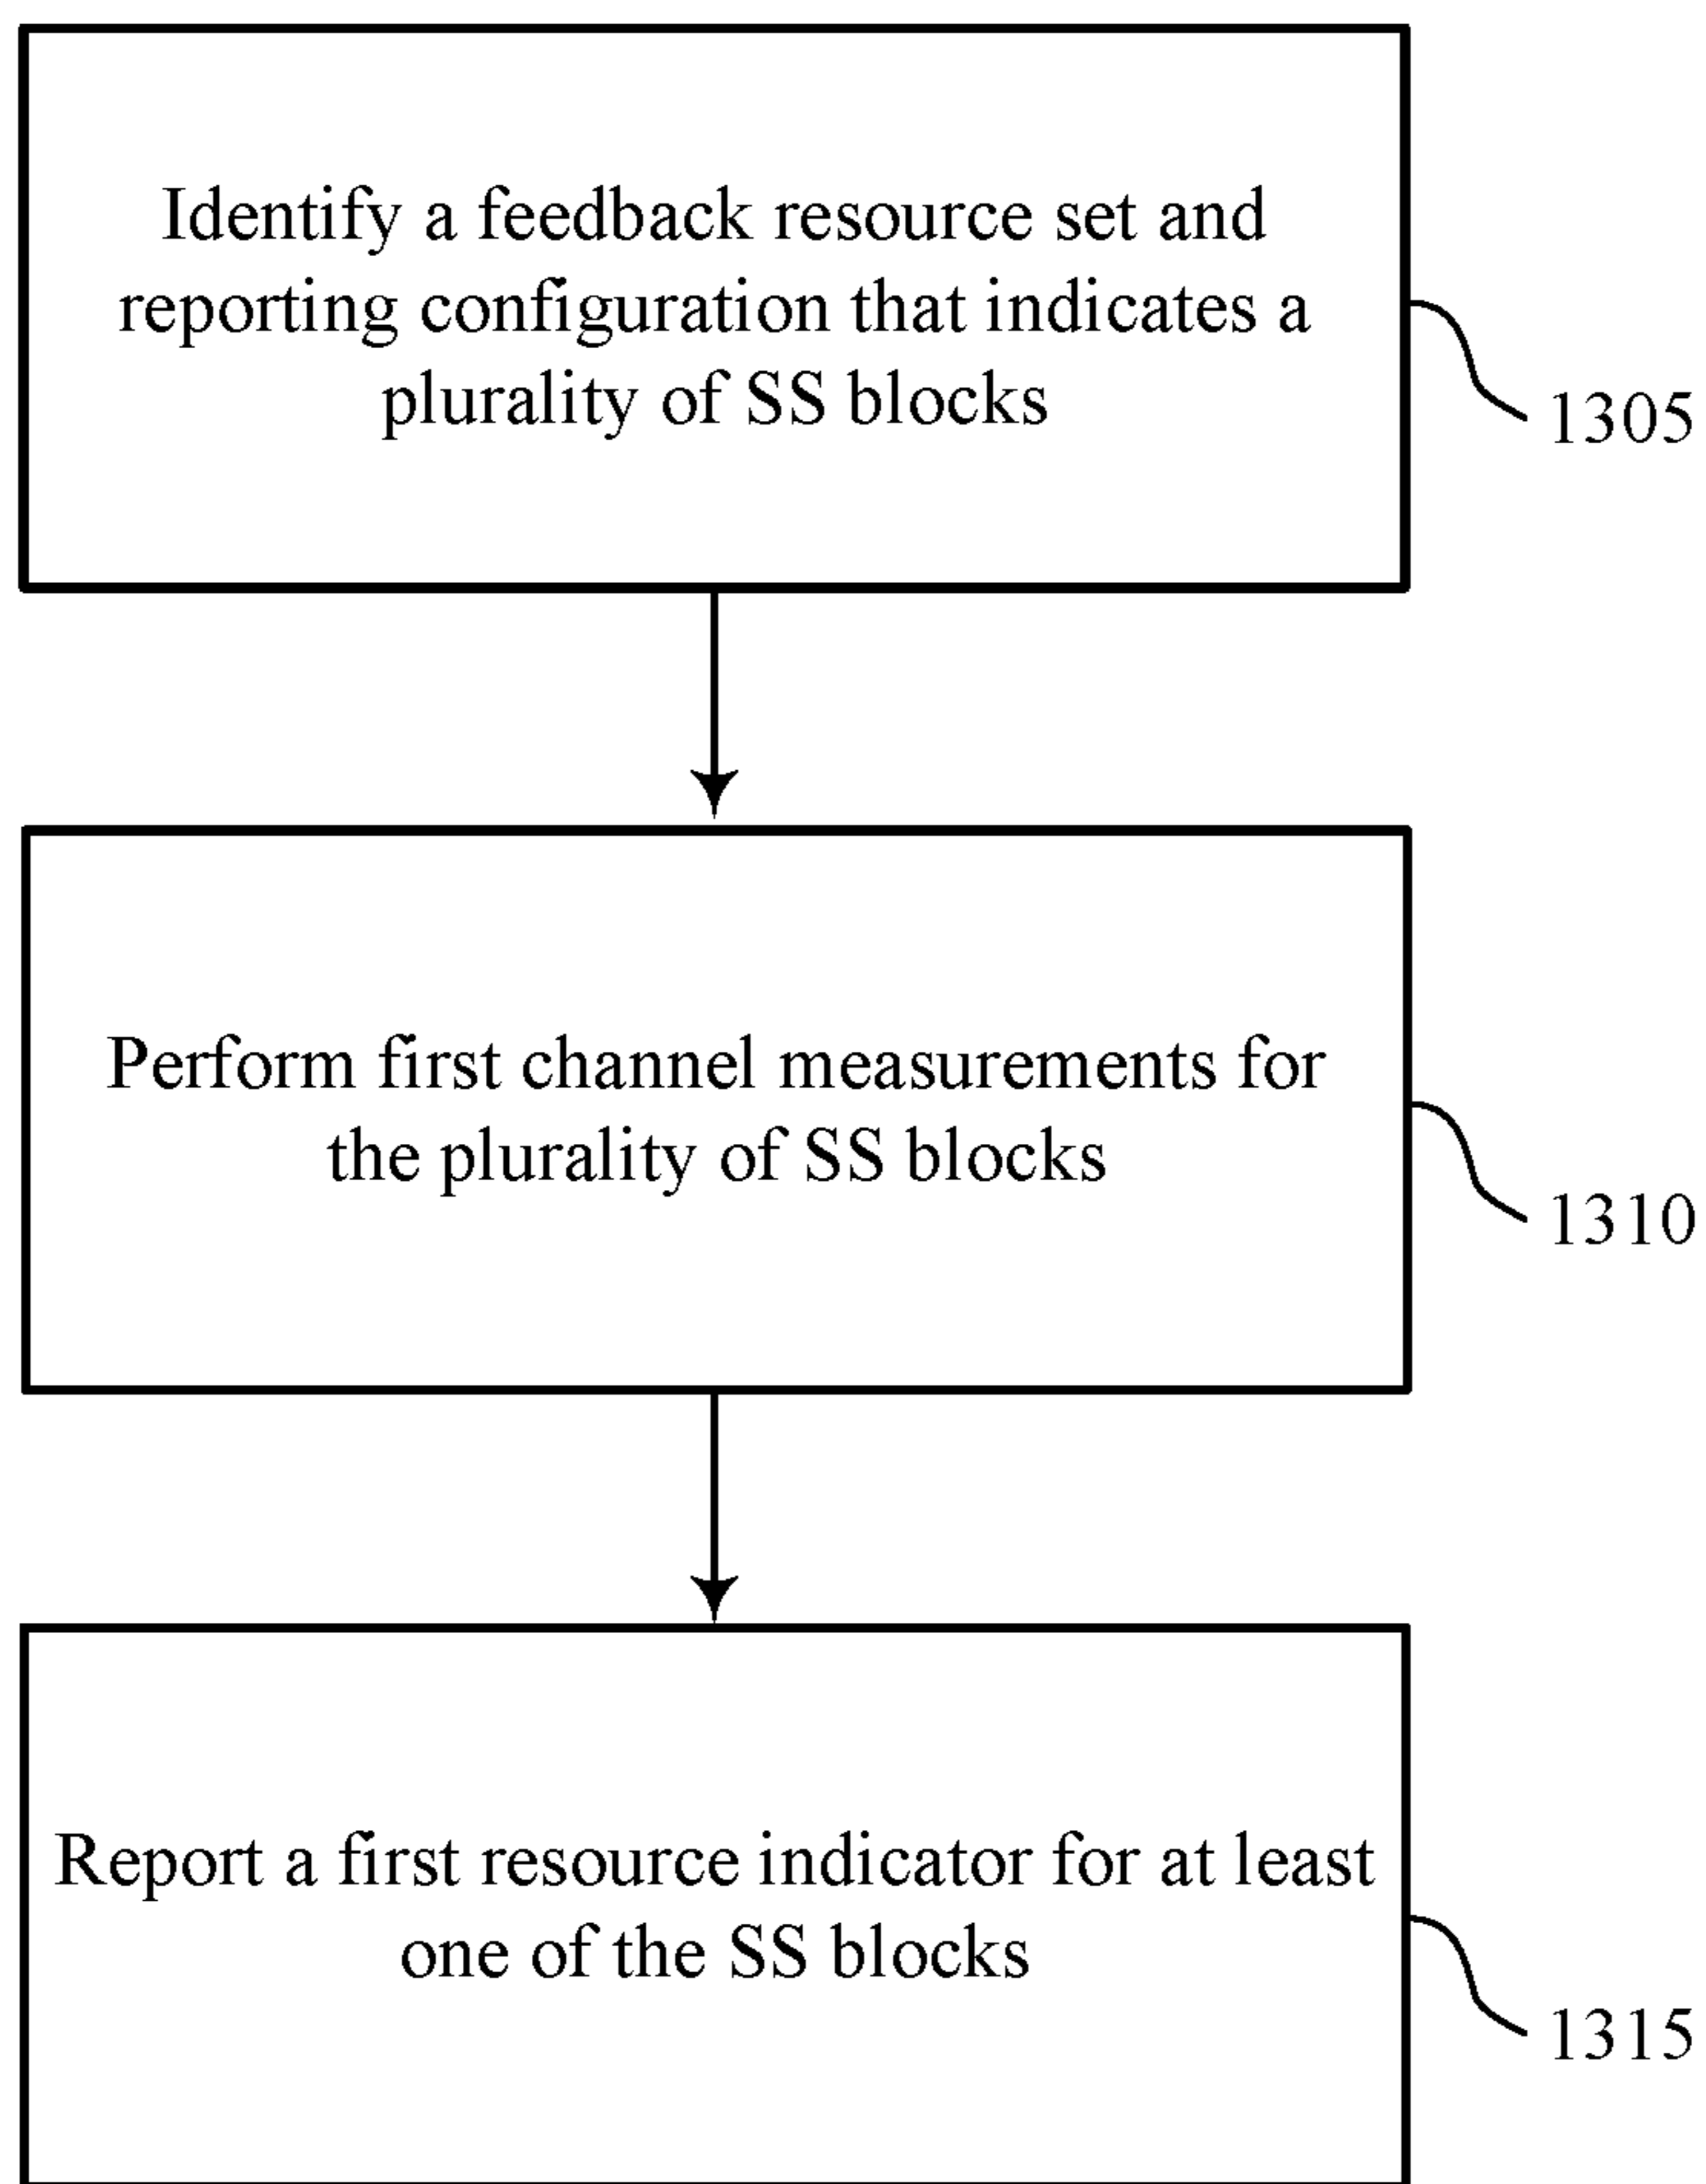 Identify a feedback resource set and
reporting configuration that indicates a
plurality of SS blocks
1305
Perform first channel measurements for
the plurality of SS blocks
1310
Report a first resource indicator for at least
one of the SS blocks
1315